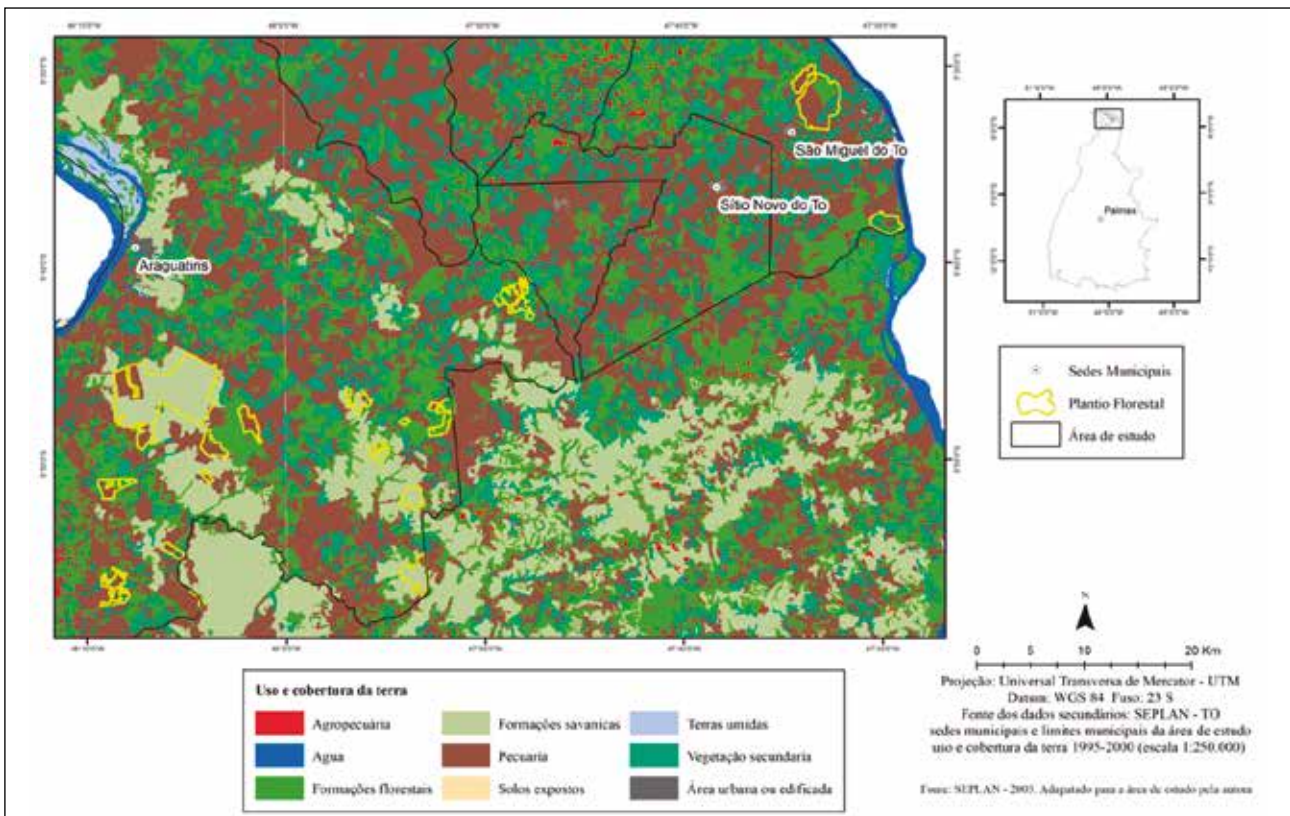 São Miguel do To
Sítio Novo do To
Araguatins
Palmas
Sedes Municipais
Plantio Florestal
Área de estudo
N
0 5 10 20 Km
Projeção: Universal Transversa de Mercator - UTM
Datum: WGS 84 Fuso: 23 S
Fonte dos dados secundários: SEPLAN - TO
sedes municipais e limites municipais da área de estudo
uso e cobertura da terra 1995-2000 (escala 1:250.000)
Fonte: SEPLAN - 2003. Adaptado para a área de estudo pela autora
Uso e cobertura da terra
Agropecuária
Formações savanicas
Terras umidas
Agua
Pecuaria
Vegetação secundária
Formações florestais
Solos expostos
Área urbana ou edificada